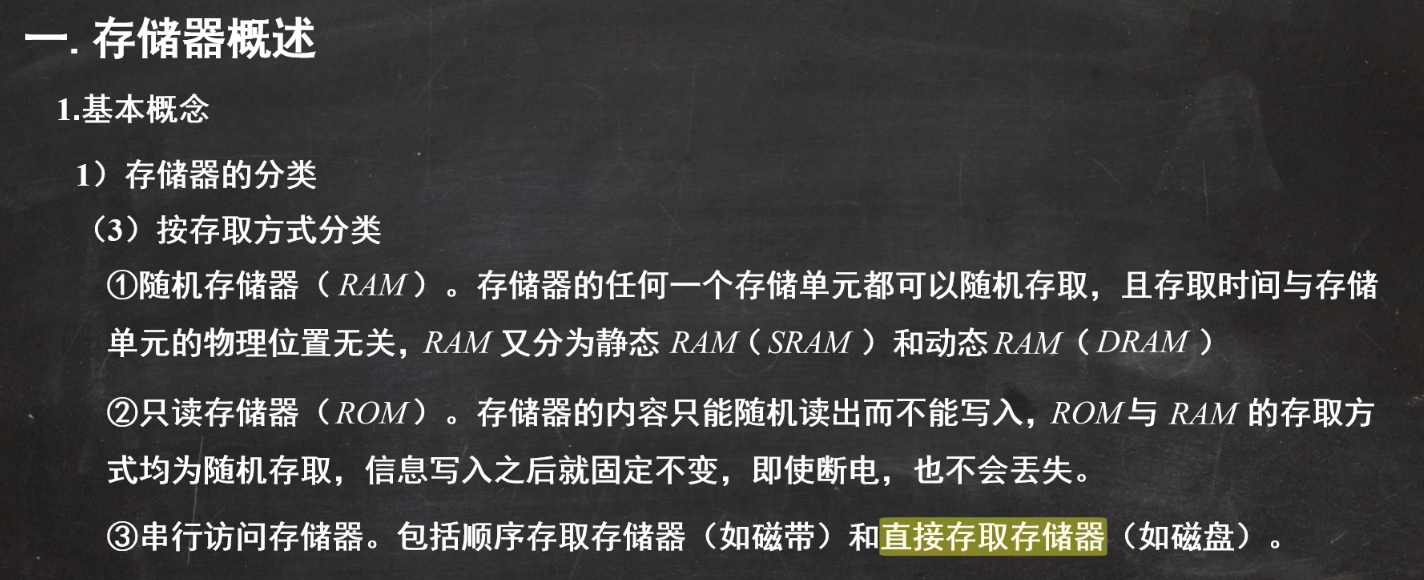 一. 存储器概述
1.基本概念
1）存储器的分类
（3）按存取方式分类
①随机存储器（RAM）。存储器的任何一个存储单元都可以随机存取，且存取时间与存储
单元的物理位置无关，RAM 又分为静态 RAM（SRAM）和动态RAM（DRAM）
②只读存储器（ROM）。存储器的内容只能随机读出而不能写入，ROM与 RAM 的存取方
式均为随机存取，信息写入之后就固定不变，即使断电，也不会丢失。
③串行访问存储器。包括顺序存取存储器（如磁带）和直接存取存储器（如磁盘）。